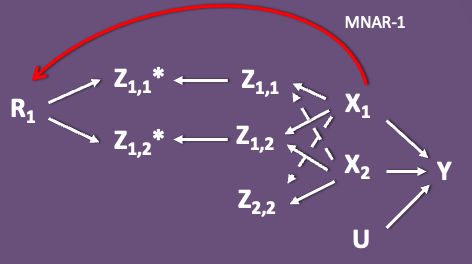 MNAR-1
Z1,1* Z1,1
R1 X1
Z1,2* Z1,2
X2 Y
Z2,2
U